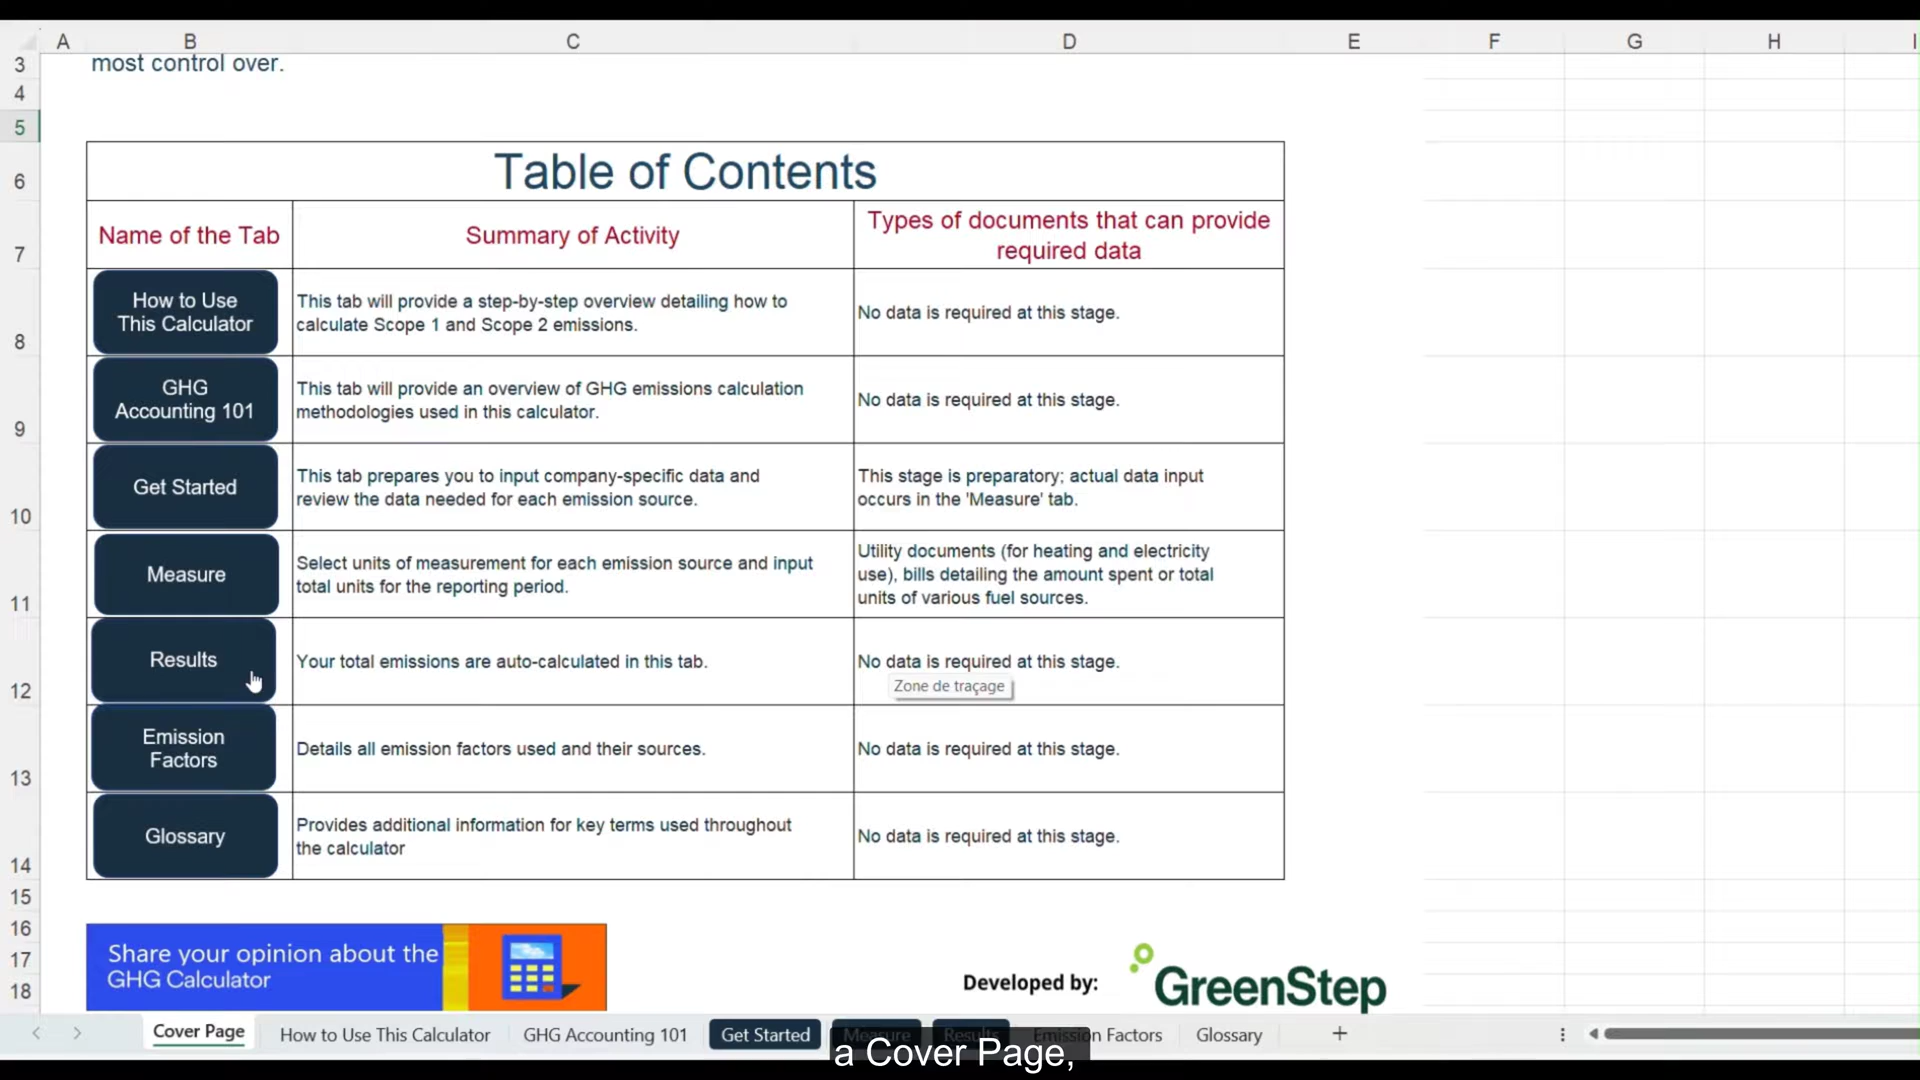 A B C D E F G H I
3 most control over.
4
5
6 Table of Contents
7 Name of the Tab Summary of Activity Types of documents that can provide
required data
How to Use
This Calculator
This tab will provide a step-by-step overview detailing how to
calculate Scope 1 and Scope 2 emissions.
No data is required at this stage.
8
GHG
Accounting 101
This tab will provide an overview of GHG emissions calculation
methodologies used in this calculator.
No data is required at this stage.
9
Get Started
This tab prepares you to input company-specific data and
review the data needed for each emission source.
This stage is preparatory; actual data input
occurs in the 'Measure' tab.
10
Measure
Select units of measurement for each emission source and input
total units for the reporting period.
Utility documents (for heating and electricity
use), bills detailing the amount spent or total
units of various fuel sources.
11
Results
Your total emissions are auto-calculated in this tab.
No data is required at this stage.
Zone de traçage
12
Emission
Factors
Details all emission factors used and their sources.
No data is required at this stage.
13
Glossary
Provides additional information for key terms used throughout
the calculator
No data is required at this stage.
14
15
16
17
18
Share your opinion about the
GHG Calculator
Developed by:
GreenStep
Cover Page How to Use This Calculator GHG Accounting 101 Get Started Measure Results Emission Factors Glossary +
a Cover Page,